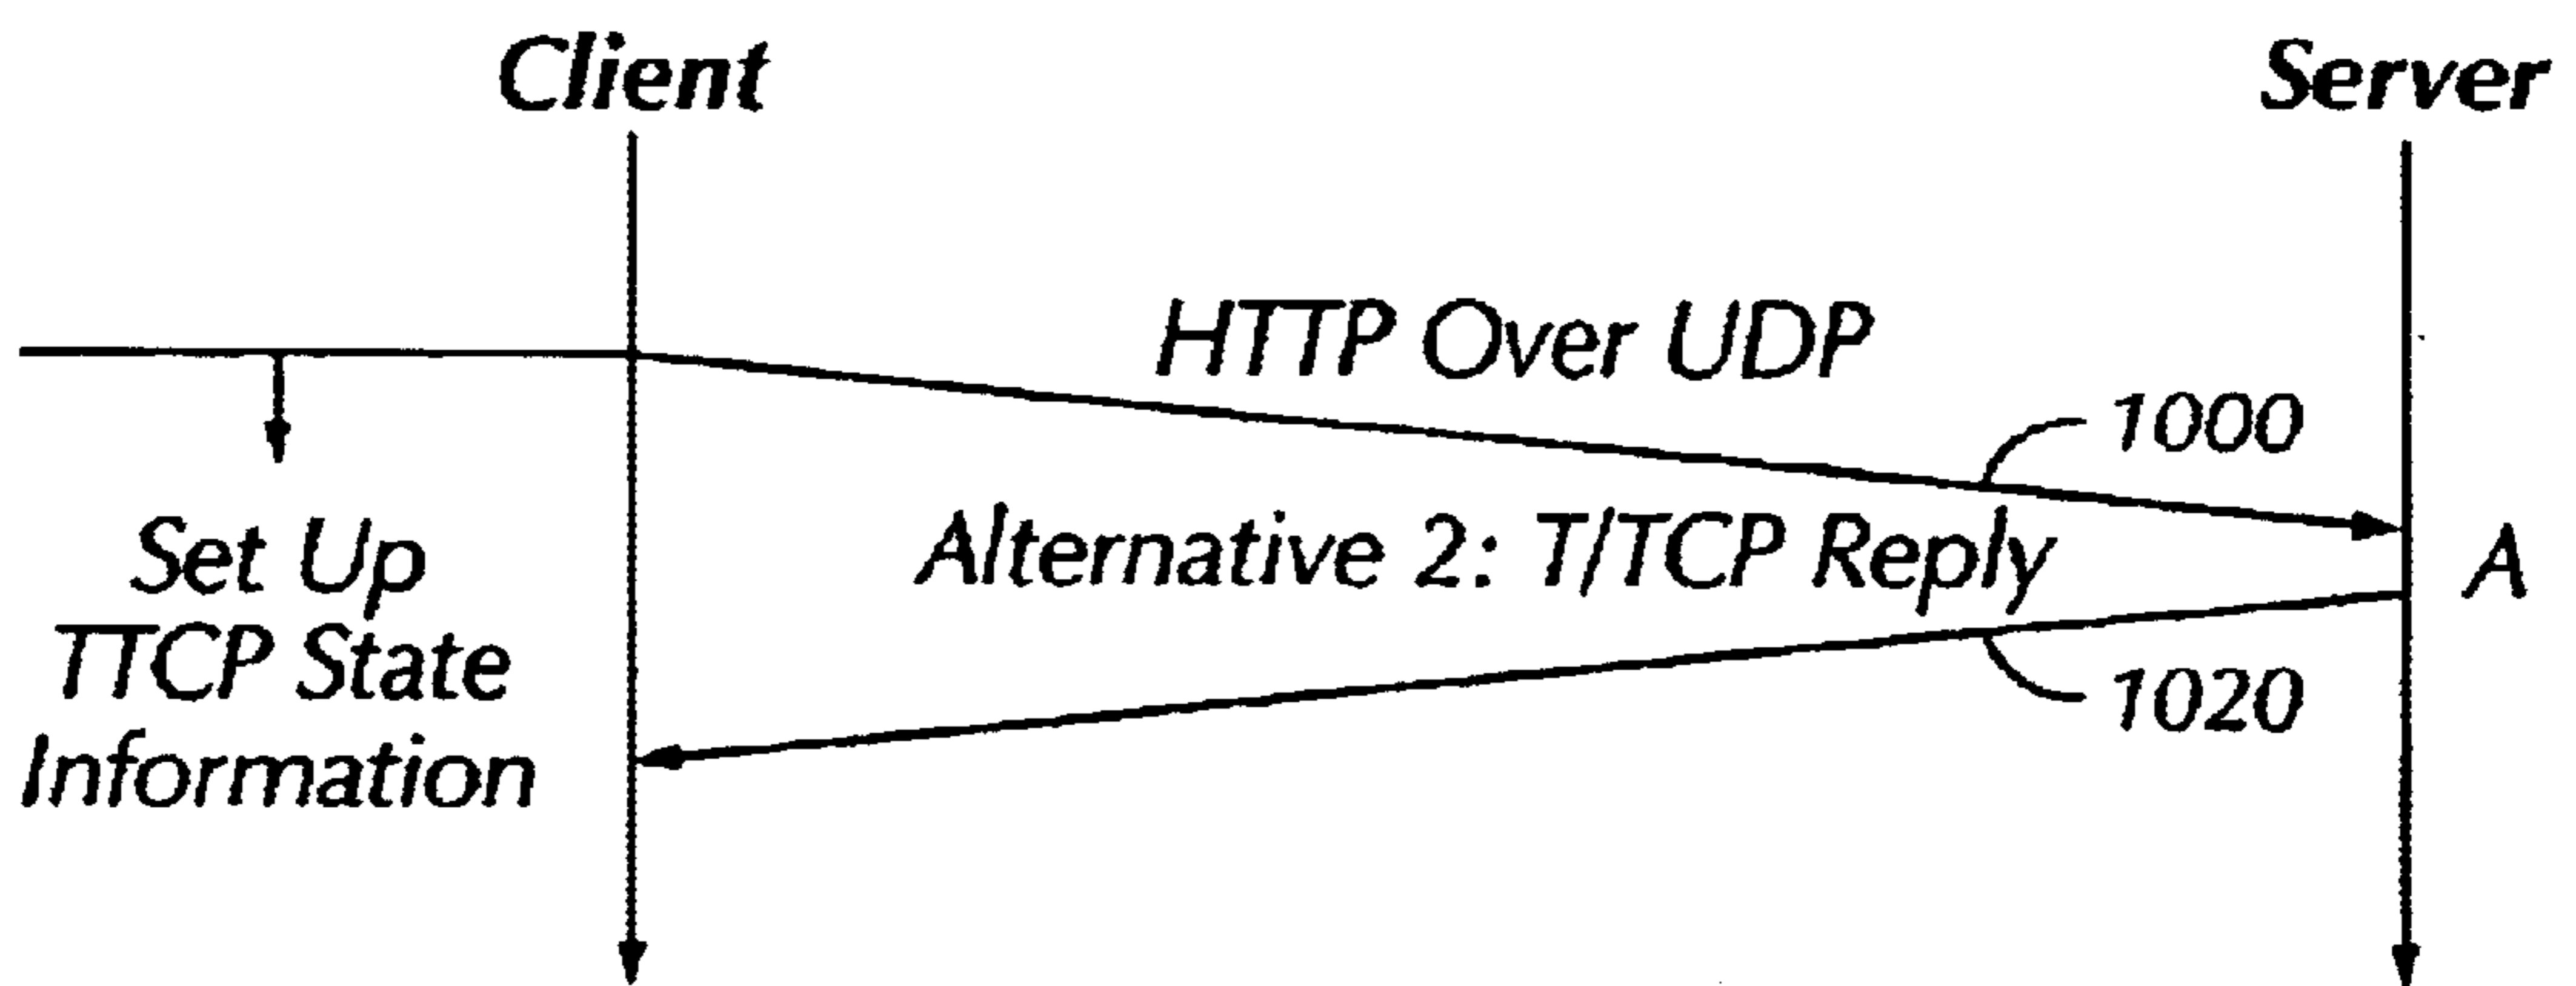 Client
Server
HTTP Over UDP
1000
Alternative 2: T/TCP Reply
A
Set Up
TTCP State
Information
1020